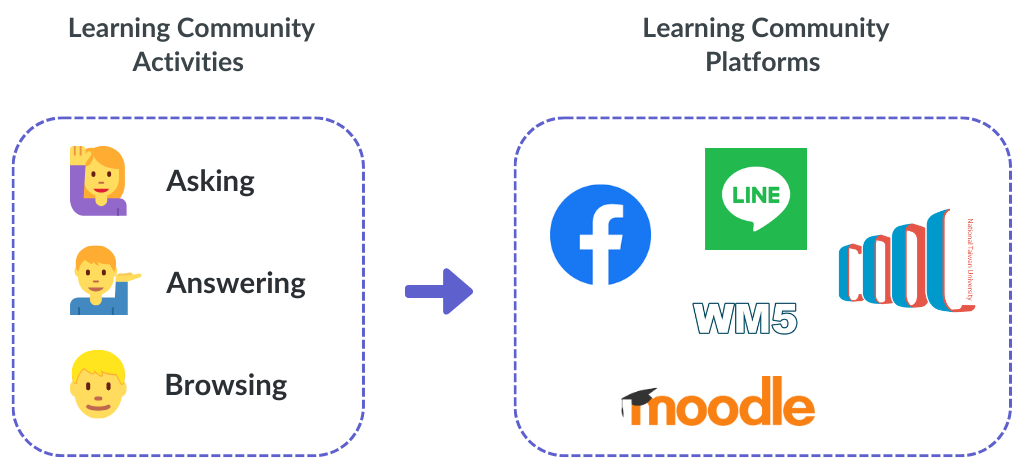 Learning Community
Activities
Learning Community
Platforms
Asking
Answering
Browsing
LINE
COOL
National Taiwan University
WM5
moodle